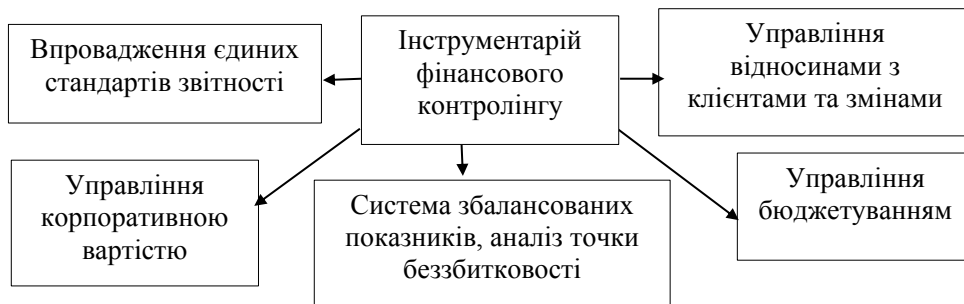 Впровадження єдиних
стандартів звітності
Інструментарій
фінансового
контролінгу
Управління
відносинами з
клієнтами та змінами
Управління
корпоративною
вартістю
Система збалансованих
показників, аналіз точки
беззбитковості
Управління
бюджетуванням